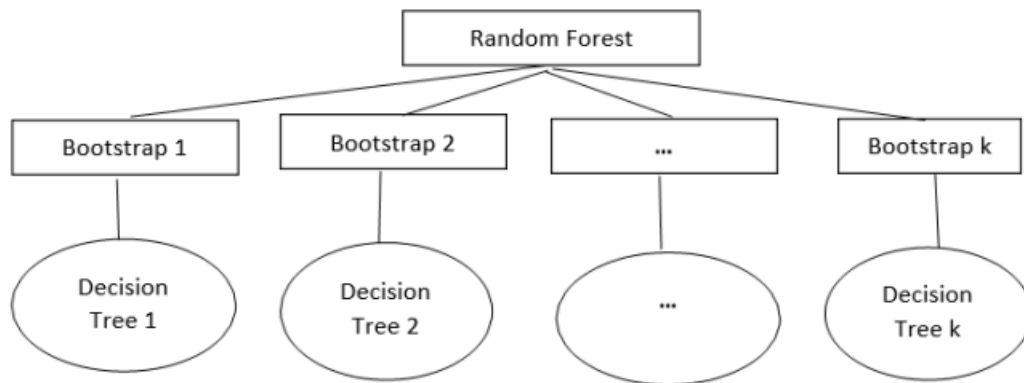 Random Forest
Bootstrap 1
Bootstrap 2
...
Bootstrap k
Decision
Tree 1
Decision
Tree 2
...
Decision
Tree k